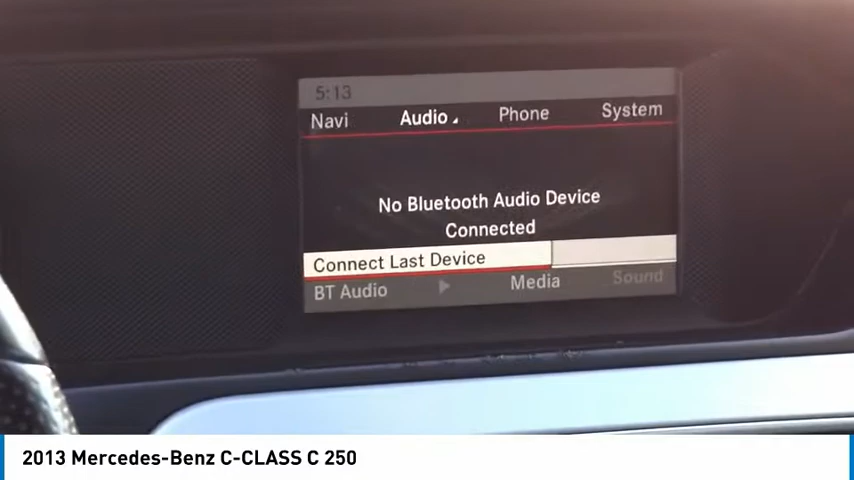 5:13
Navi Audio Phone System
No Bluetooth Audio Device
Connected
Connect Last Device
BT Audio Media Sound
2013 Mercedes-Benz C-CLASS C 250